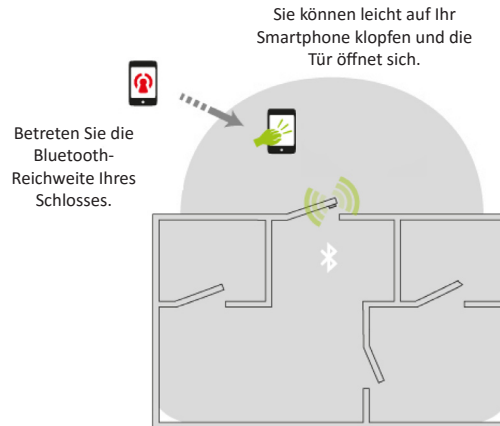 Sie können leicht auf Ihr
Smartphone klopfen und die
Tür öffnet sich.
Betreten Sie die
Bluetooth-
Reichweite Ihres
Schlosses.